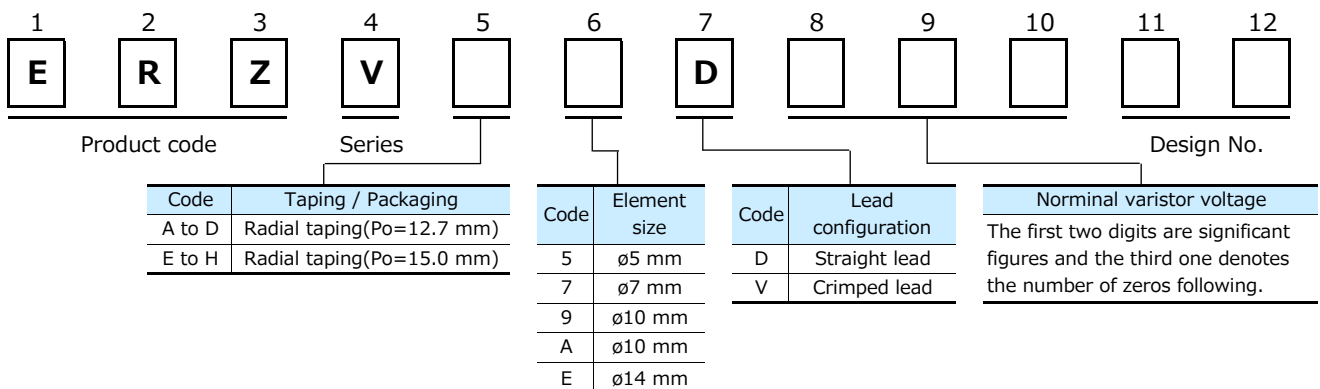 1 2 3 4 5 6 7 8 9 10 11 12
E R Z V D
Product code Series Design No.
Code Taping / Packaging
A to D Radial taping(Po=12.7 mm)
E to H Radial taping(Po=15.0 mm)
Code Element
size
5 ø5 mm
7 ø7 mm
9 ø10 mm
A ø10 mm
E ø14 mm
Code Lead
configuration
D Straight lead
V Crimped lead
Norminal varistor voltage
The first two digits are significant
figures and the third one denotes
the number of zeros following.